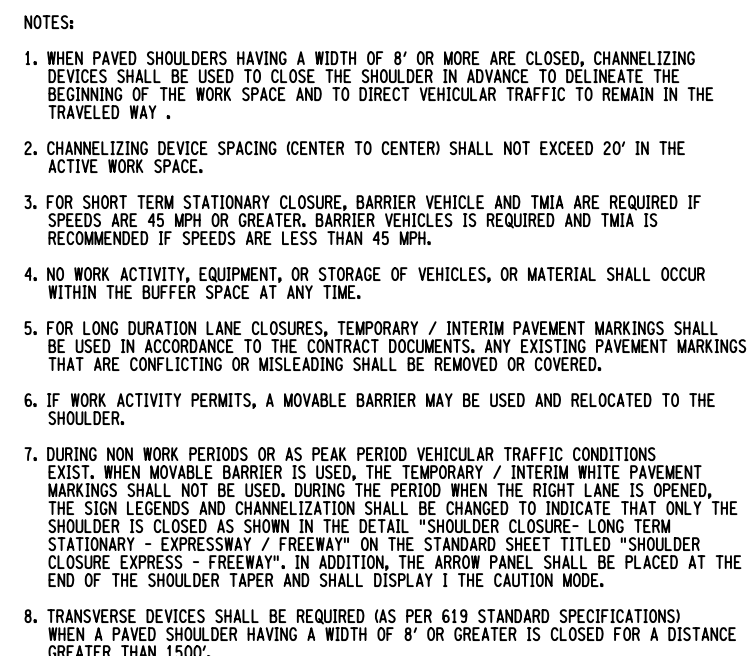 NOTES:
1. WHEN PAVED SHOULDERS HAVING A WIDTH OF 8' OR MORE ARE CLOSED, CHANNELIZING
DEVICES SHALL BE USED TO CLOSE THE SHOULDER IN ADVANCE TO DELINEATE THE
BEGINNING OF THE WORK SPACE AND TO DIRECT VEHICULAR TRAFFIC TO REMAIN IN THE
TRAVELED WAY .
2. CHANNELIZING DEVICE SPACING (CENTER TO CENTER) SHALL NOT EXCEED 20' IN THE
ACTIVE WORK SPACE.
3. FOR SHORT TERM STATIONARY CLOSURE, BARRIER VEHICLE AND TMIA ARE REQUIRED IF
SPEEDS ARE 45 MPH OR GREATER. BARRIER VEHICLES IS REQUIRED AND TMIA IS
RECOMMENDED IF SPEEDS ARE LESS THAN 45 MPH.
4. NO WORK ACTIVITY, EQUIPMENT, OR STORAGE OF VEHICLES, OR MATERIAL SHALL OCCUR
WITHIN THE BUFFER SPACE AT ANY TIME.
5. FOR LONG DURATION LANE CLOSURES, TEMPORARY / INTERIM PAVEMENT MARKINGS SHALL
BE USED IN ACCORDANCE TO THE CONTRACT DOCUMENTS. ANY EXISTING PAVEMENT MARKINGS
THAT ARE CONFLICTING OR MISLEADING SHALL BE REMOVED OR COVERED.
6. IF WORK ACTIVITY PERMITS, A MOVABLE BARRIER MAY BE USED AND RELOCATED TO THE
SHOULDER.
7. DURING NON WORK PERIODS OR AS PEAK PERIOD VEHICULAR TRAFFIC CONDITIONS
EXIST. WHEN MOVABLE BARRIER IS USED, THE TEMPORARY / INTERIM WHITE PAVEMENT
MARKINGS SHALL NOT BE USED. DURING THE PERIOD WHEN THE RIGHT LANE IS OPENED,
THE SIGN LEGENDS AND CHANNELIZATION SHALL BE CHANGED TO INDICATE THAT ONLY THE
SHOULDER IS CLOSED AS SHOWN IN THE DETAIL "SHOULDER CLOSURE- LONG TERM
STATIONARY - EXPRESSWAY / FREEWAY" ON THE STANDARD SHEET TITLED "SHOULDER
CLOSURE EXPRESS - FREEWAY". IN ADDITION, THE ARROW PANEL SHALL BE PLACED AT THE
END OF THE SHOULDER TAPER AND SHALL DISPLAY I THE CAUTION MODE.
8. TRANSVERSE DEVICES SHALL BE REQUIRED (AS PER 619 STANDARD SPECIFICATIONS)
WHEN A PAVED SHOULDER HAVING A WIDTH OF 8' OR GREATER IS CLOSED FOR A DISTANCE
GREATER THAN 1500'.